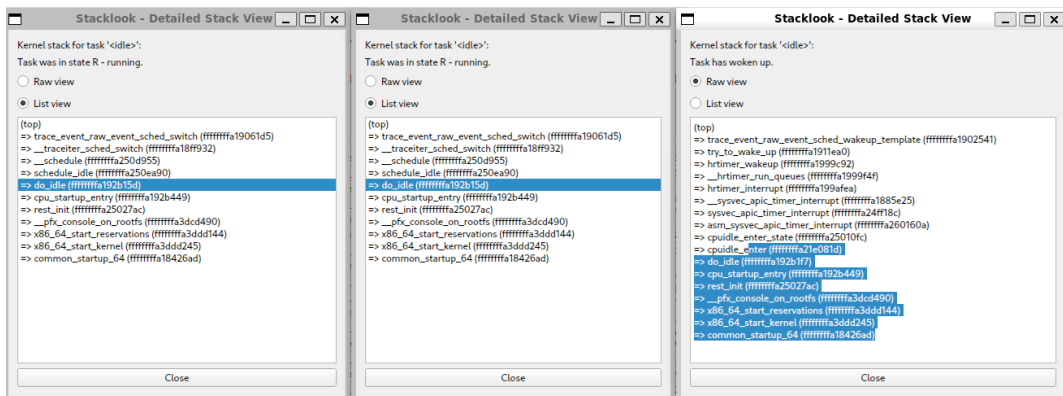 Stacklook - Detailed Stack View
Kernel stack for task '<idle>':
Task was in state R - running.
Raw view
List view
(top)
=> trace_event_raw_event_sched_switch (ffffffffa19061d5)
=> __traceiter_sched_switch (ffffffffa18ff932)
=> __schedule (ffffffffa250d955)
=> schedule_idle (ffffffffa250ea90)
=> do_idle (ffffffffa192b15d)
=> cpu_startup_entry (ffffffffa192b449)
=> rest_init (ffffffffa25027ac)
=> __pfx_console_on_rootfs (ffffffffa3dcd490)
=> x86_64_start_reservations (ffffffffa3ddd144)
=> x86_64_start_kernel (ffffffffa3ddd245)
=> common_startup_64 (ffffffffa18426ad)
Close
Stacklook - Detailed Stack View
Kernel stack for task '<idle>':
Task was in state R - running.
Raw view
List view
(top)
=> trace_event_raw_event_sched_switch (ffffffffa19061d5)
=> __traceiter_sched_switch (ffffffffa18ff932)
=> __schedule (ffffffffa250d955)
=> schedule_idle (ffffffffa250ea90)
=> do_idle (ffffffffa192b15d)
=> cpu_startup_entry (ffffffffa192b449)
=> rest_init (ffffffffa25027ac)
=> __pfx_console_on_rootfs (ffffffffa3dcd490)
=> x86_64_start_reservations (ffffffffa3ddd144)
=> x86_64_start_kernel (ffffffffa3ddd245)
=> common_startup_64 (ffffffffa18426ad)
Close
Stacklook - Detailed Stack View
Kernel stack for task '<idle>':
Task has woken up.
Raw view
List view
(top)
=> trace_event_raw_event_sched_wakeup_template (ffffffffa1902541)
=> try_to_wake_up (ffffffffa1911ea0)
=> hrtimer_wakeup (ffffffffa1999c92)
=> __hrtimer_run_queues (ffffffffa1999f4f)
=> hrtimer_interrupt (ffffffffa199afea)
=> __sysvec_apic_timer_interrupt (ffffffffa1885e25)
=> sysvec_apic_timer_interrupt (ffffffffa24ff18c)
=> asm_sysvec_apic_timer_interrupt (ffffffffa260160a)
=> cpuidle_enter_state (ffffffffa25010fc)
=> cpuidle_enter (ffffffffa21e081d)
=> do_idle (ffffffffa192b1f7)
=> cpu_startup_entry (ffffffffa192b449)
=> rest_init (ffffffffa25027ac)
=> __pfx_console_on_rootfs (ffffffffa3dcd490)
=> x86_64_start_reservations (ffffffffa3ddd144)
=> x86_64_start_kernel (ffffffffa3ddd245)
=> common_startup_64 (ffffffffa18426ad)
Close